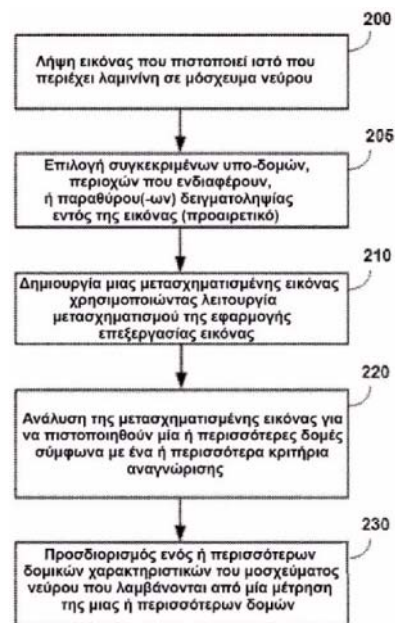 200
Λήψη εικόνας που πιστοποιεί ιστό που
περιέχει λαμινίνη σε μόσχευμα νεύρου
205
Επιλογή συγκεκριμένων υπο-δομών,
περιοχών που ενδιαφέρουν,
ή παραθύρου(-ων) δειγματοληψίας
εντός της εικόνας (προαιρετικό)
210
Δημιουργία μιας μετασχηματισμένης εικόνας
χρησιμοποιώντας λειτουργία
μετασχηματισμού της εφαρμογής
επεξεργασίας εικόνας
220
Ανάλυση της μετασχηματισμένης εικόνας για
να πιστοποιηθούν μία ή περισσότερες δομές
σύμφωνα με ένα ή περισσότερα κριτήρια
αναγνώρισης
230
Προσδιορισμός ενός ή περισσότερων
δομικών χαρακτηριστικών του μοσχεύματος
νεύρου που λαμβάνονται από μία μέτρηση
της μιας ή περισσότερων δομών